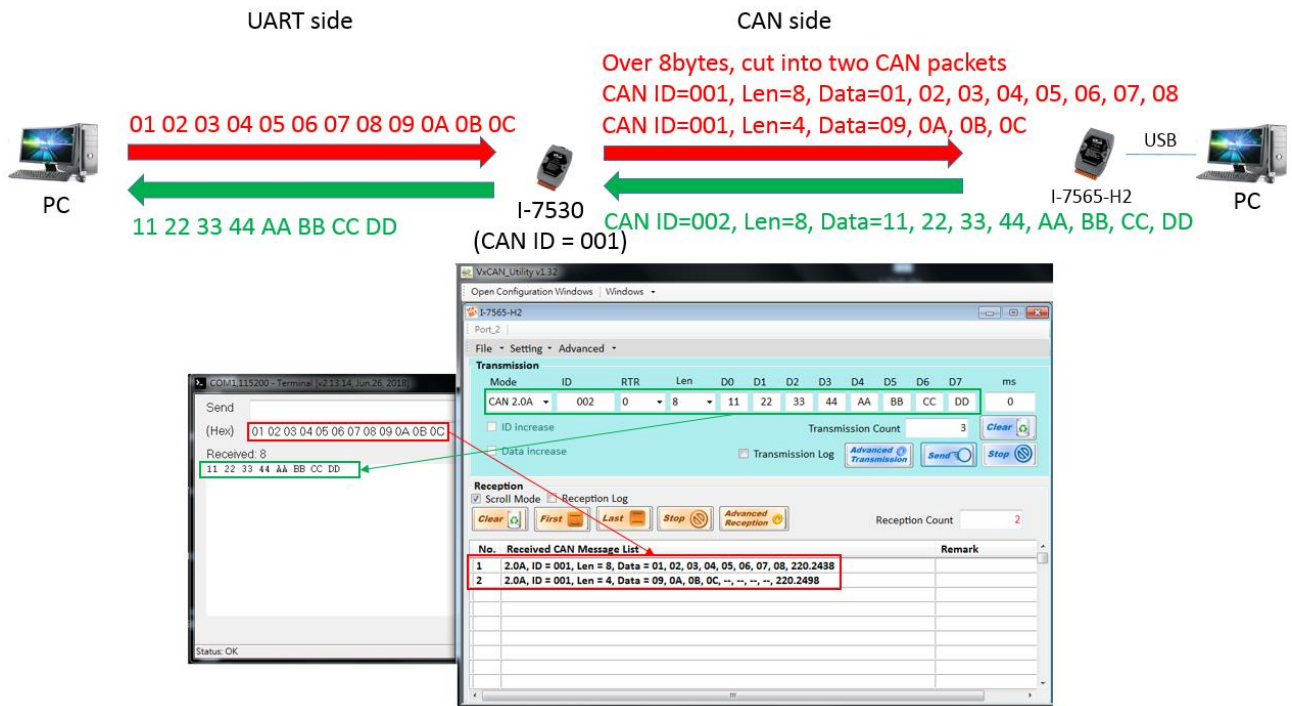 UART side
CAN side
Over 8bytes, cut into two CAN packets
CAN ID=001, Len=8, Data=01, 02, 03, 04, 05, 06, 07, 08
CAN ID=001, Len=4, Data=09, 0A, 0B, 0C
01 02 03 04 05 06 07 08 09 0A 0B 0C
USB
PC
I-7530
(CAN ID = 001)
I-7565-H2
PC
11 22 33 44 AA BB CC DD
CAN ID=002, Len=8, Data=11, 22, 33, 44, AA, BB, CC, DD
VxCAN_Utility v1.32
Open Configuration Windows Windows
I-7565-H2
Port_2
File Setting Advanced
Transmission
Mode ID RTR Len D0 D1 D2 D3 D4 D5 D6 D7 ms
CAN 2.0A 002 0 8 11 22 33 44 AA BB CC DD 0
ID increase Transmission Count 3 Clear
Data increase Transmission Log Advanced Transmission Send Stop
Reception
Scroll Mode Reception Log
Clear First Last Stop Advanced Reception Reception Count 2
No. Received CAN Message List Remark
1 2.0A, ID = 001, Len = 8, Data = 01, 02, 03, 04, 05, 06, 07, 08, 220.2438
2 2.0A, ID = 001, Len = 4, Data = 09, 0A, 0B, 0C, --, --, --, --, 220.2498
COM1,115200 - Terminal [v2.13.14, Jun.26, 2018]
Send
(Hex) 01 02 03 04 05 06 07 08 09 0A 0B 0C
Received: 8
11 22 33 44 AA BB CC DD
Status: OK